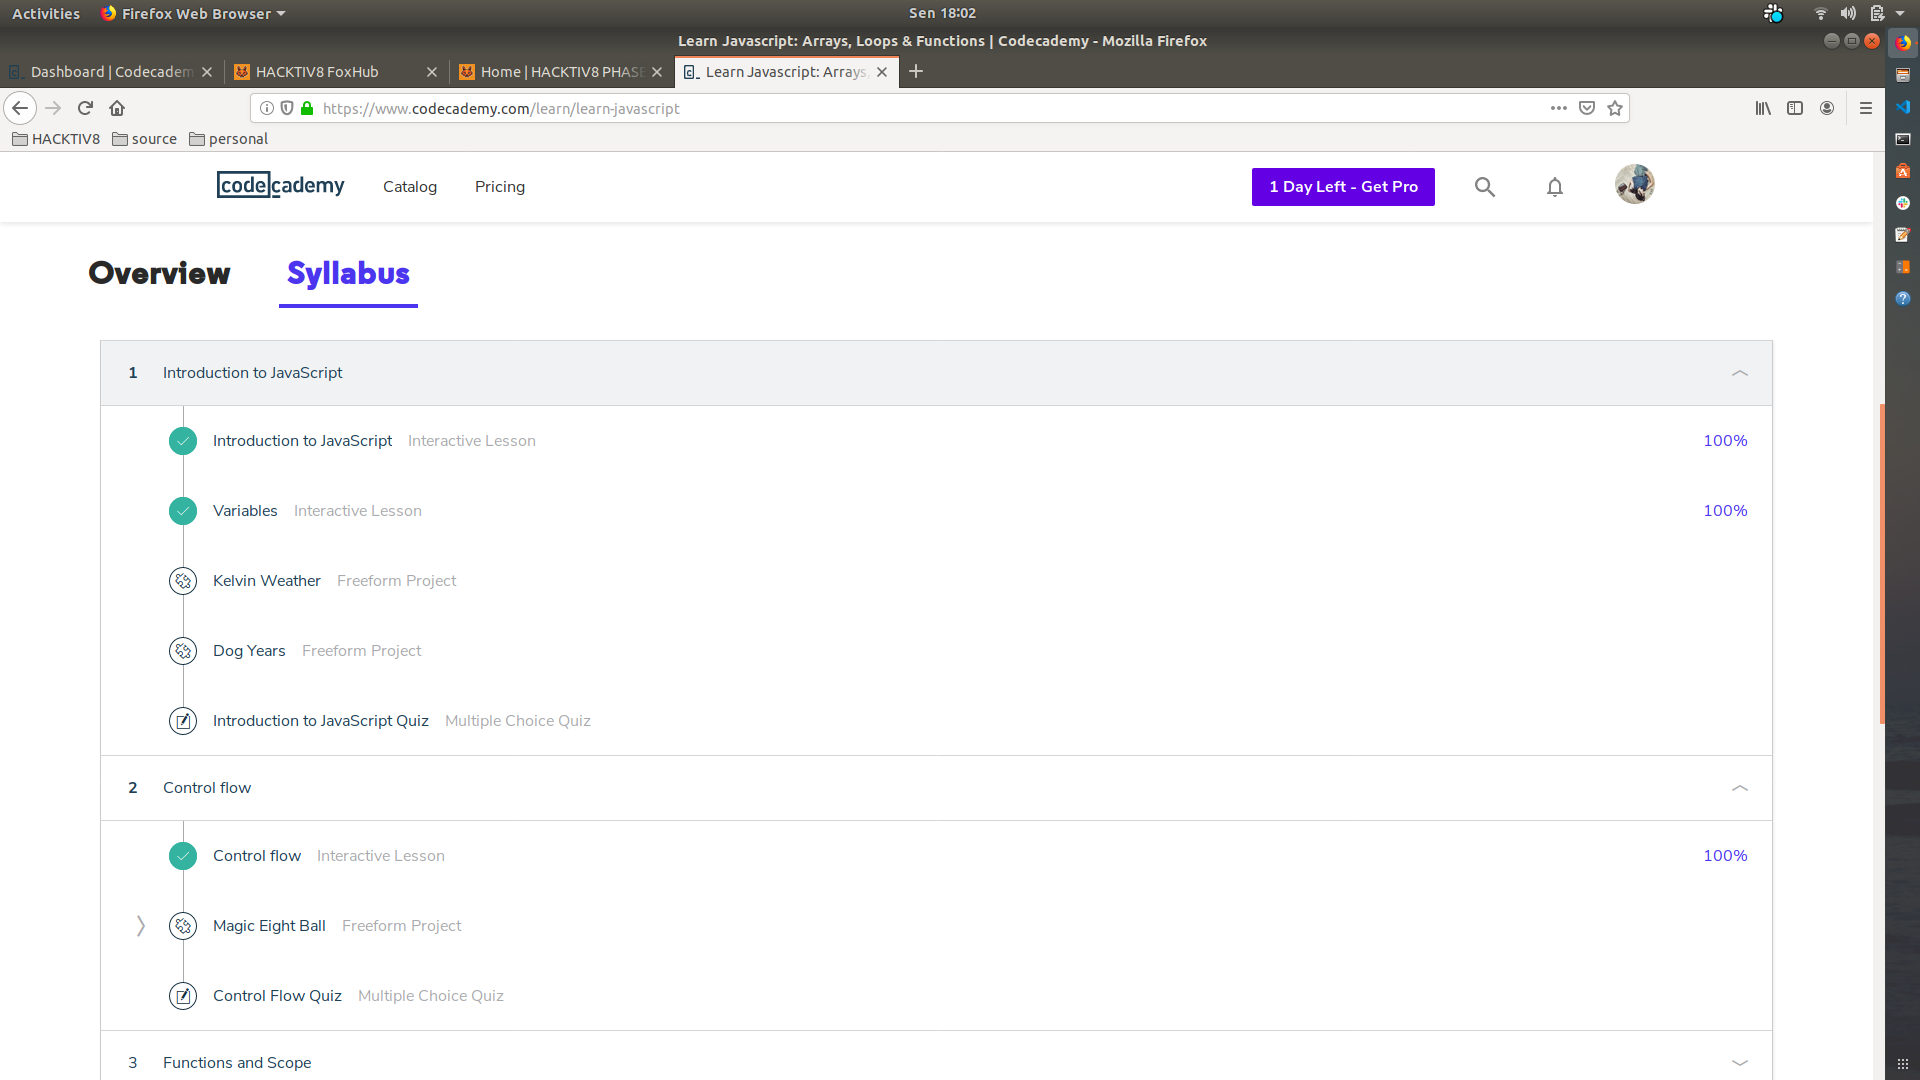 Activities Firefox Web Browser Sen 18:02
Learn Javascript: Arrays, Loops & Functions | Codecademy - Mozilla Firefox
Dashboard | Codecadem HACKTIV8 FoxHub Home | HACKTIV8 PHASE Learn Javascript: Arrays,
https://www.codecademy.com/learn/learn-javascript
HACKTIV8 source personal
codecademy Catalog Pricing 1 Day Left - Get Pro
Overview Syllabus
1 Introduction to JavaScript
Introduction to JavaScript Interactive Lesson 100%
Variables Interactive Lesson 100%
Kelvin Weather Freeform Project
Dog Years Freeform Project
Introduction to JavaScript Quiz Multiple Choice Quiz
2 Control flow
Control flow Interactive Lesson 100%
Magic Eight Ball Freeform Project
Control Flow Quiz Multiple Choice Quiz
3 Functions and Scope